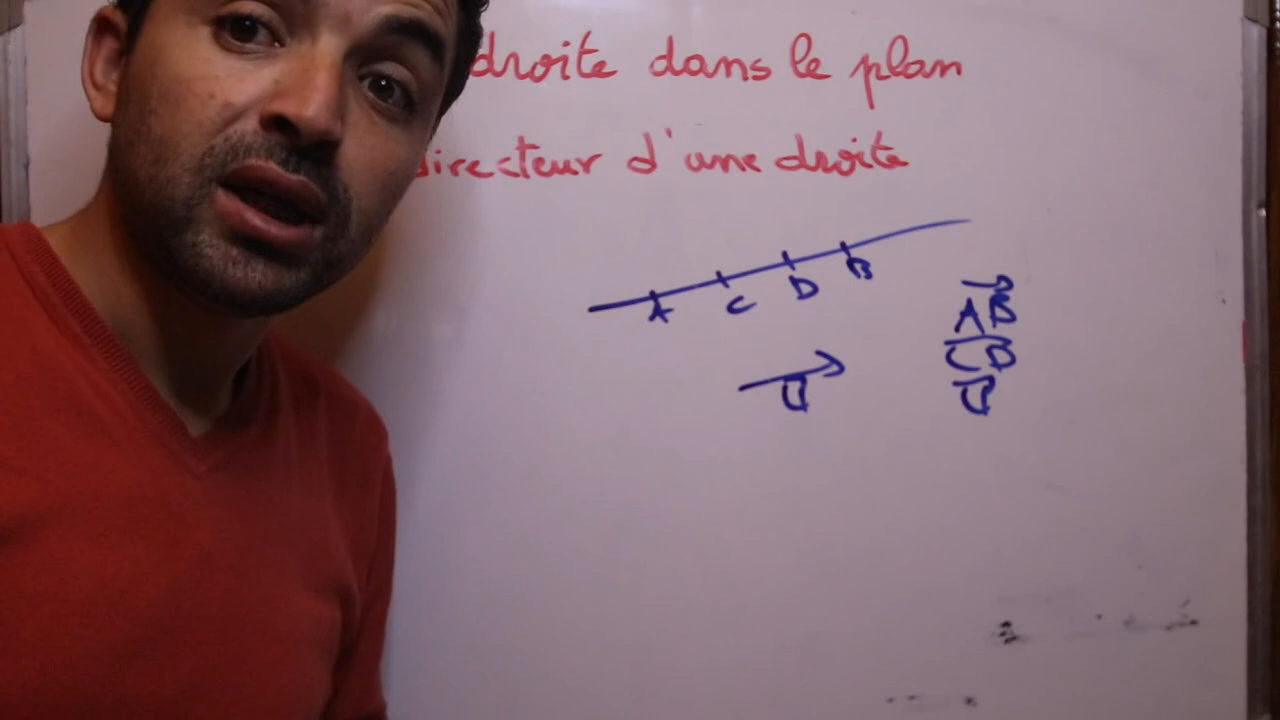 droite dans le plan
directeur d'une droite
A C D B
U
AB
CD
U